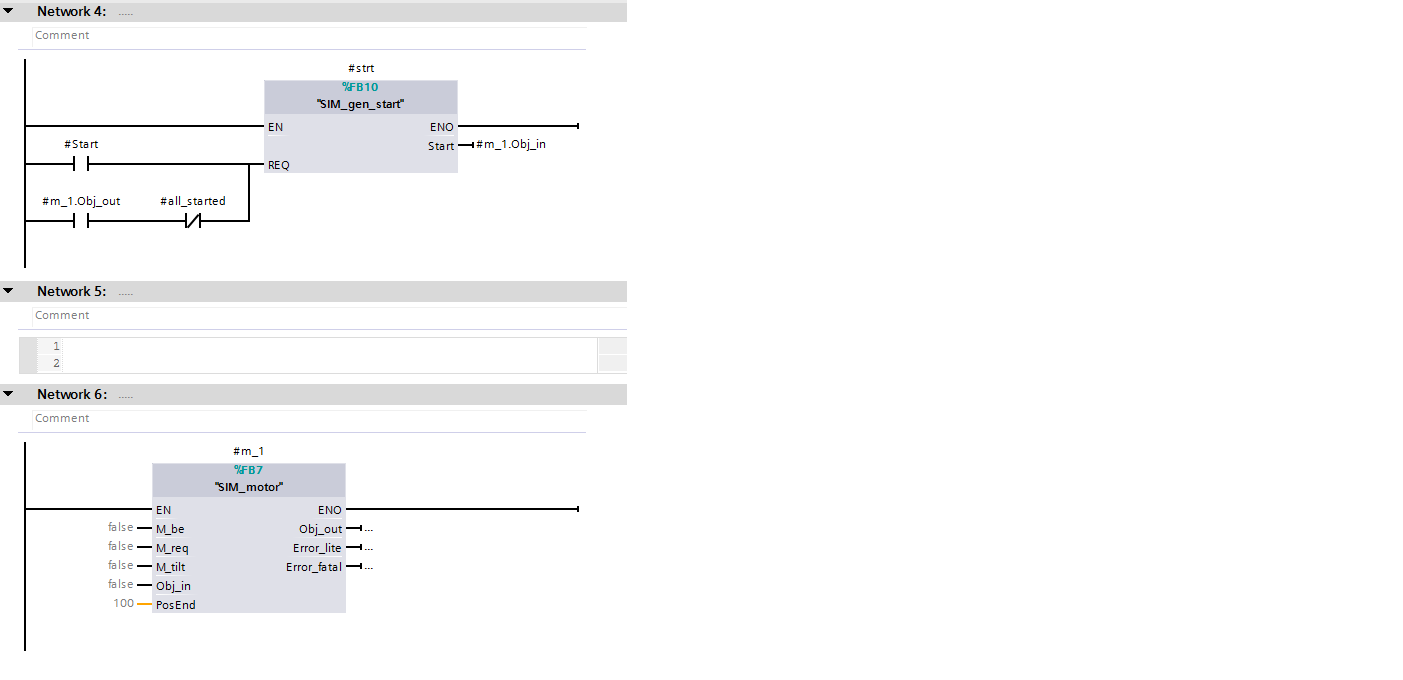 Network 4: .....
Comment
#strt
%FB10
"SIM_gen_start"
EN ENO
#Start Start #m_1.Obj_in
REQ
#m_1.Obj_out #all_started
Network 5: .....
Comment
1
2
Network 6: .....
Comment
#m_1
%FB7
"SIM_motor"
EN ENO
false M_be Obj_out ...
false M_req Error_lite ...
false M_tilt Error_fatal ...
false Obj_in
100 PosEnd